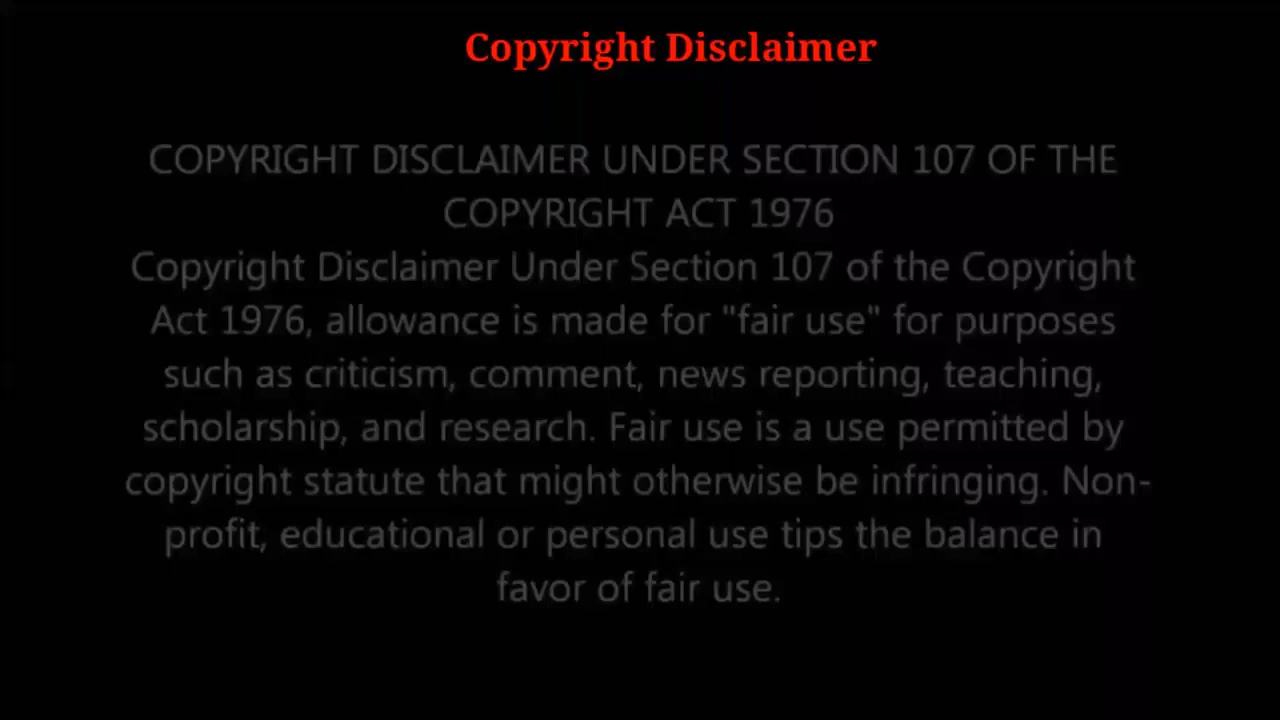 Copyright Disclaimer
COPYRIGHT DISCLAIMER UNDER SECTION 107 OF THE
COPYRIGHT ACT 1976
Copyright Disclaimer Under Section 107 of the Copyright
Act 1976, allowance is made for "fair use" for purposes
such as criticism, comment, news reporting, teaching,
scholarship, and research. Fair use is a use permitted by
copyright statute that might otherwise be infringing. Non-
profit, educational or personal use tips the balance in
favor of fair use.